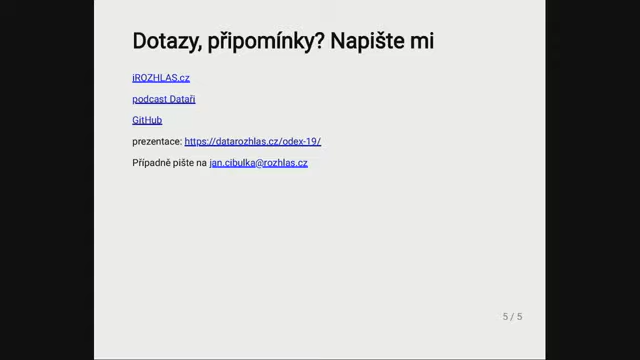 Dotazy, připomínky? Napište mi
iROZHLAS.cz
podcast Dataři
GitHub
prezentace: https://datarozhlas.cz/odex-19/
Případně pište na jan.cibulka@rozhlas.cz
5 / 5